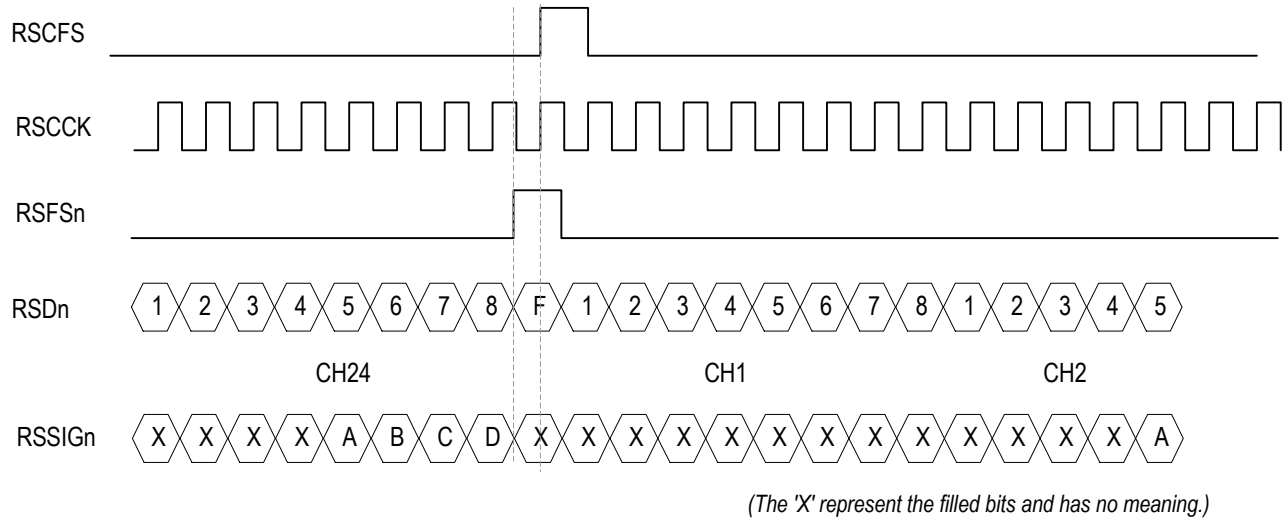 RSCFS
RSCCK
RSFSn
RSDn 1 2 3 4 5 6 7 8 F 1 2 3 4 5 6 7 8 1 2 3 4 5
CH24 CH1 CH2
RSSIGn X X X X A B C D X X X X X X X X X X X X X A
(The 'X' represent the filled bits and has no meaning.)